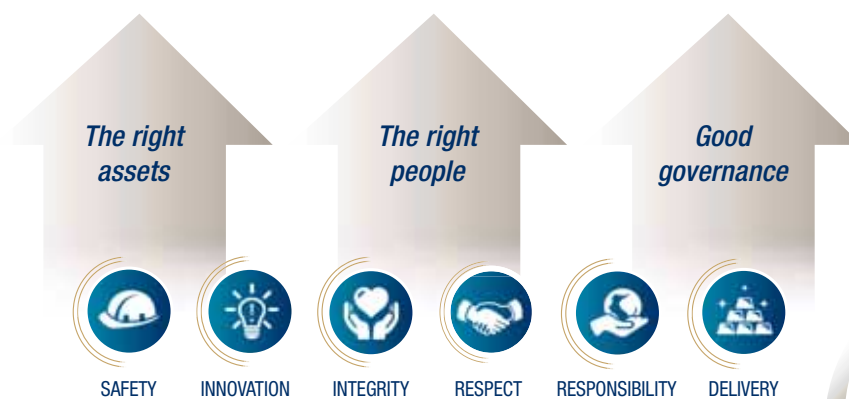 The right
assets
The right
people
Good
governance
SAFETY
INNOVATION
INTEGRITY
RESPECT
RESPONSIBILITY
DELIVERY